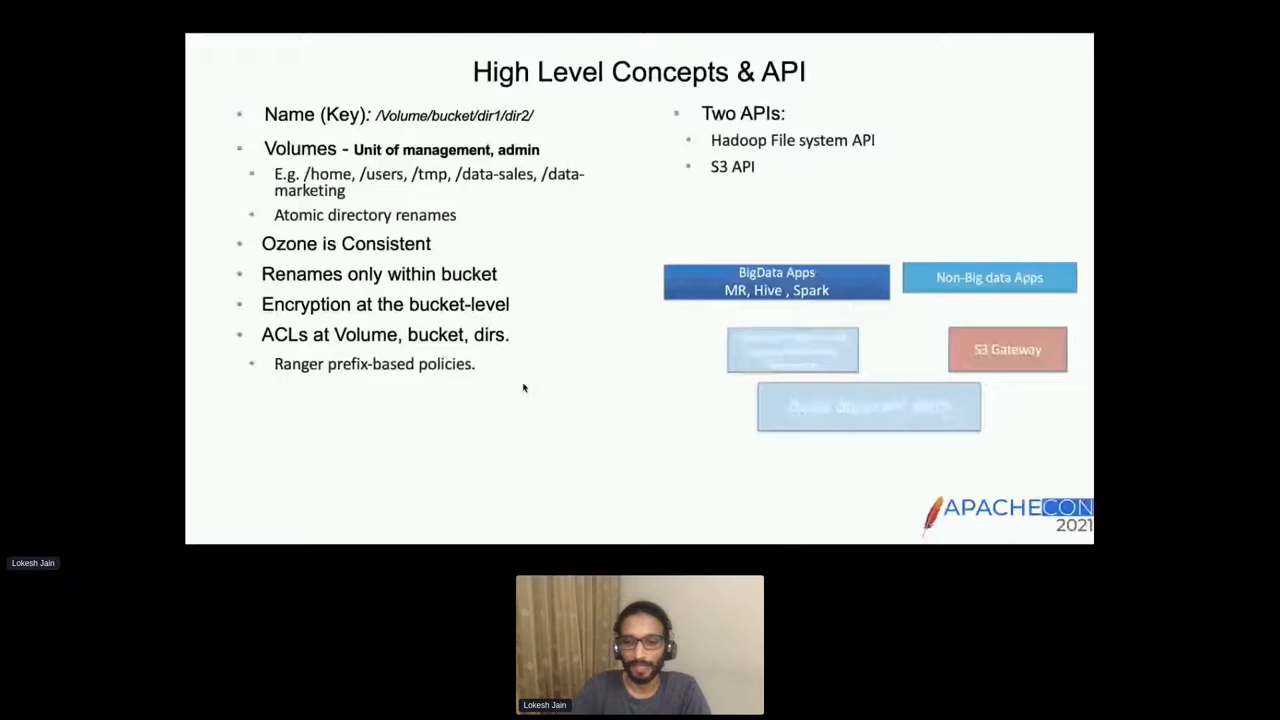 High Level Concepts & API
Name (Key): /Volume/bucket/dir1/dir2/
Volumes - Unit of management, admin
E.g. /home, /users, /tmp, /data-sales, /data-
marketing
Atomic directory renames
Ozone is Consistent
Renames only within bucket
Encryption at the bucket-level
ACLs at Volume, bucket, dirs.
Ranger prefix-based policies.
Two APIs:
Hadoop File system API
S3 API
BigData Apps
MR, Hive , Spark
Non-Big data Apps
S3 Gateway
APACHECON
2021
Lokesh Jain
Lokesh Jain